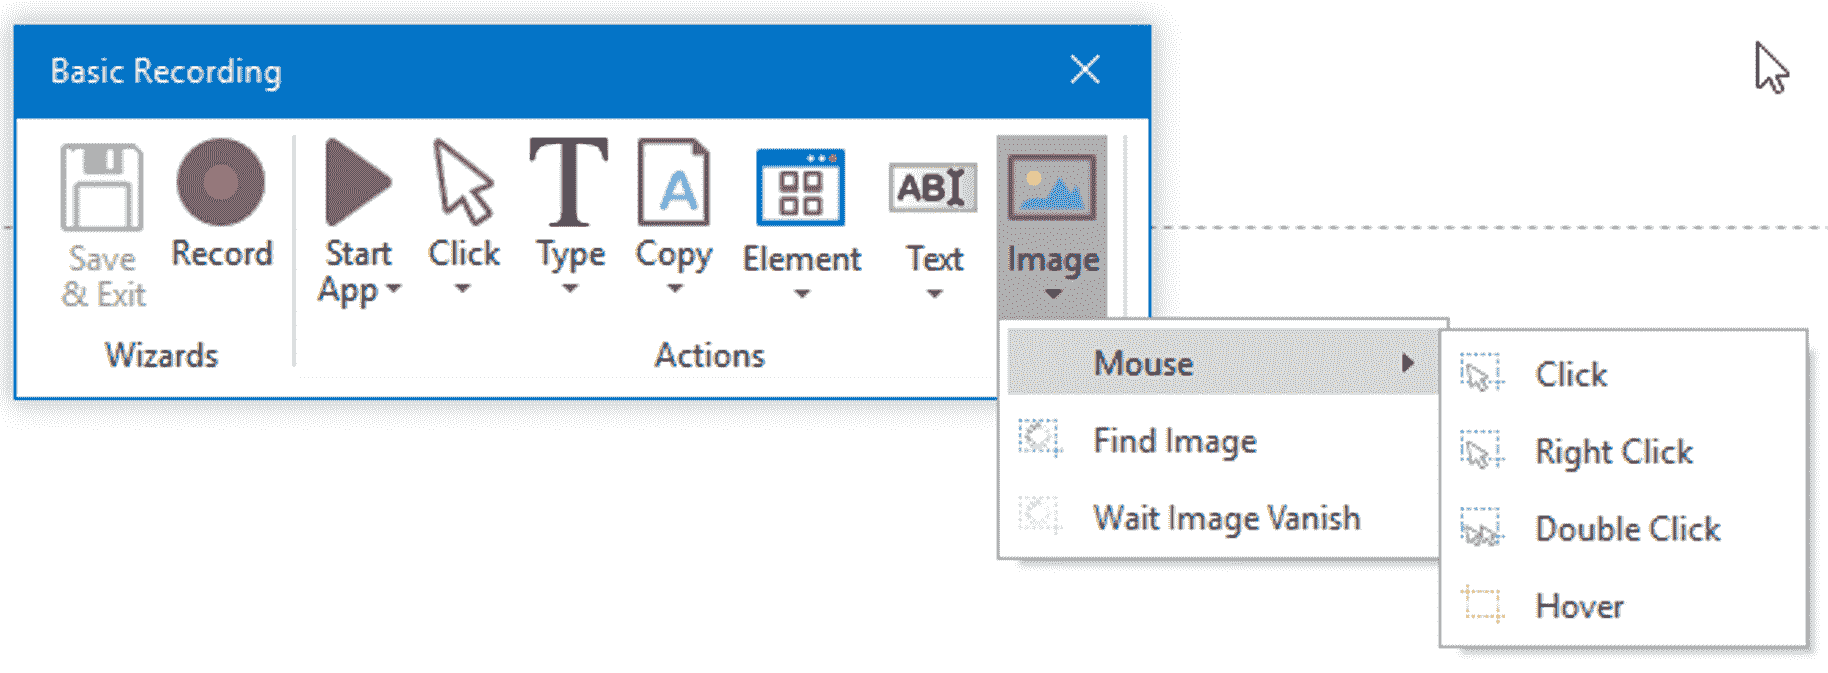 Basic Recording
Save
& Exit
Record
Start
App
Click
Type
Copy
Element
Text
Image
Wizards
Actions
Mouse
Find Image
Wait Image Vanish
Click
Right Click
Double Click
Hover
T
A
ABI